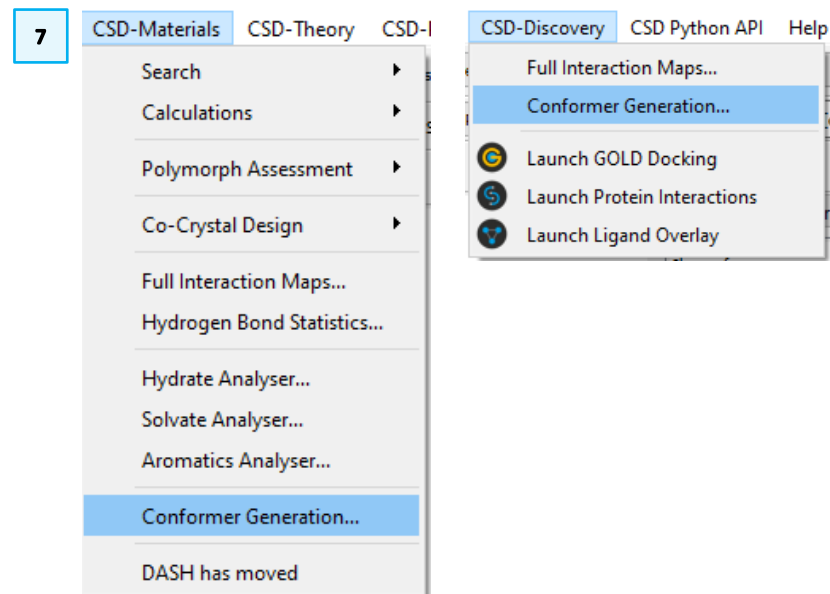 7
CSD-Materials CSD-Theory
Search
Calculations
Polymorph Assessment
Co-Crystal Design
Full Interaction Maps...
Hydrogen Bond Statistics...
Hydrate Analyser...
Solvate Analyser...
Aromatics Analyser...
Conformer Generation...
DASH has moved
CSD-Discovery CSD Python API Help
Full Interaction Maps...
Conformer Generation...
Launch GOLD Docking
Launch Protein Interactions
Launch Ligand Overlay